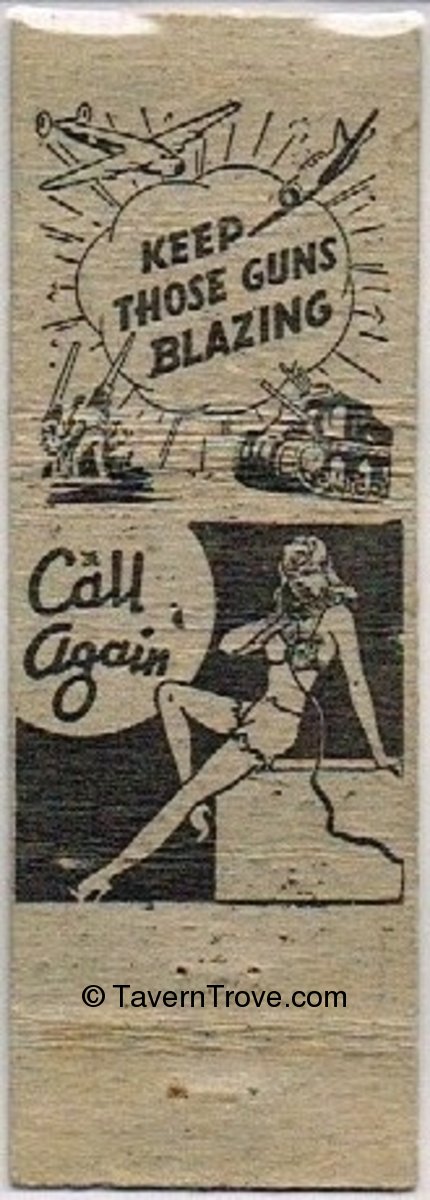 KEEP
THOSE GUNS
BLAZING
Call
Again
© TavernTrove.com